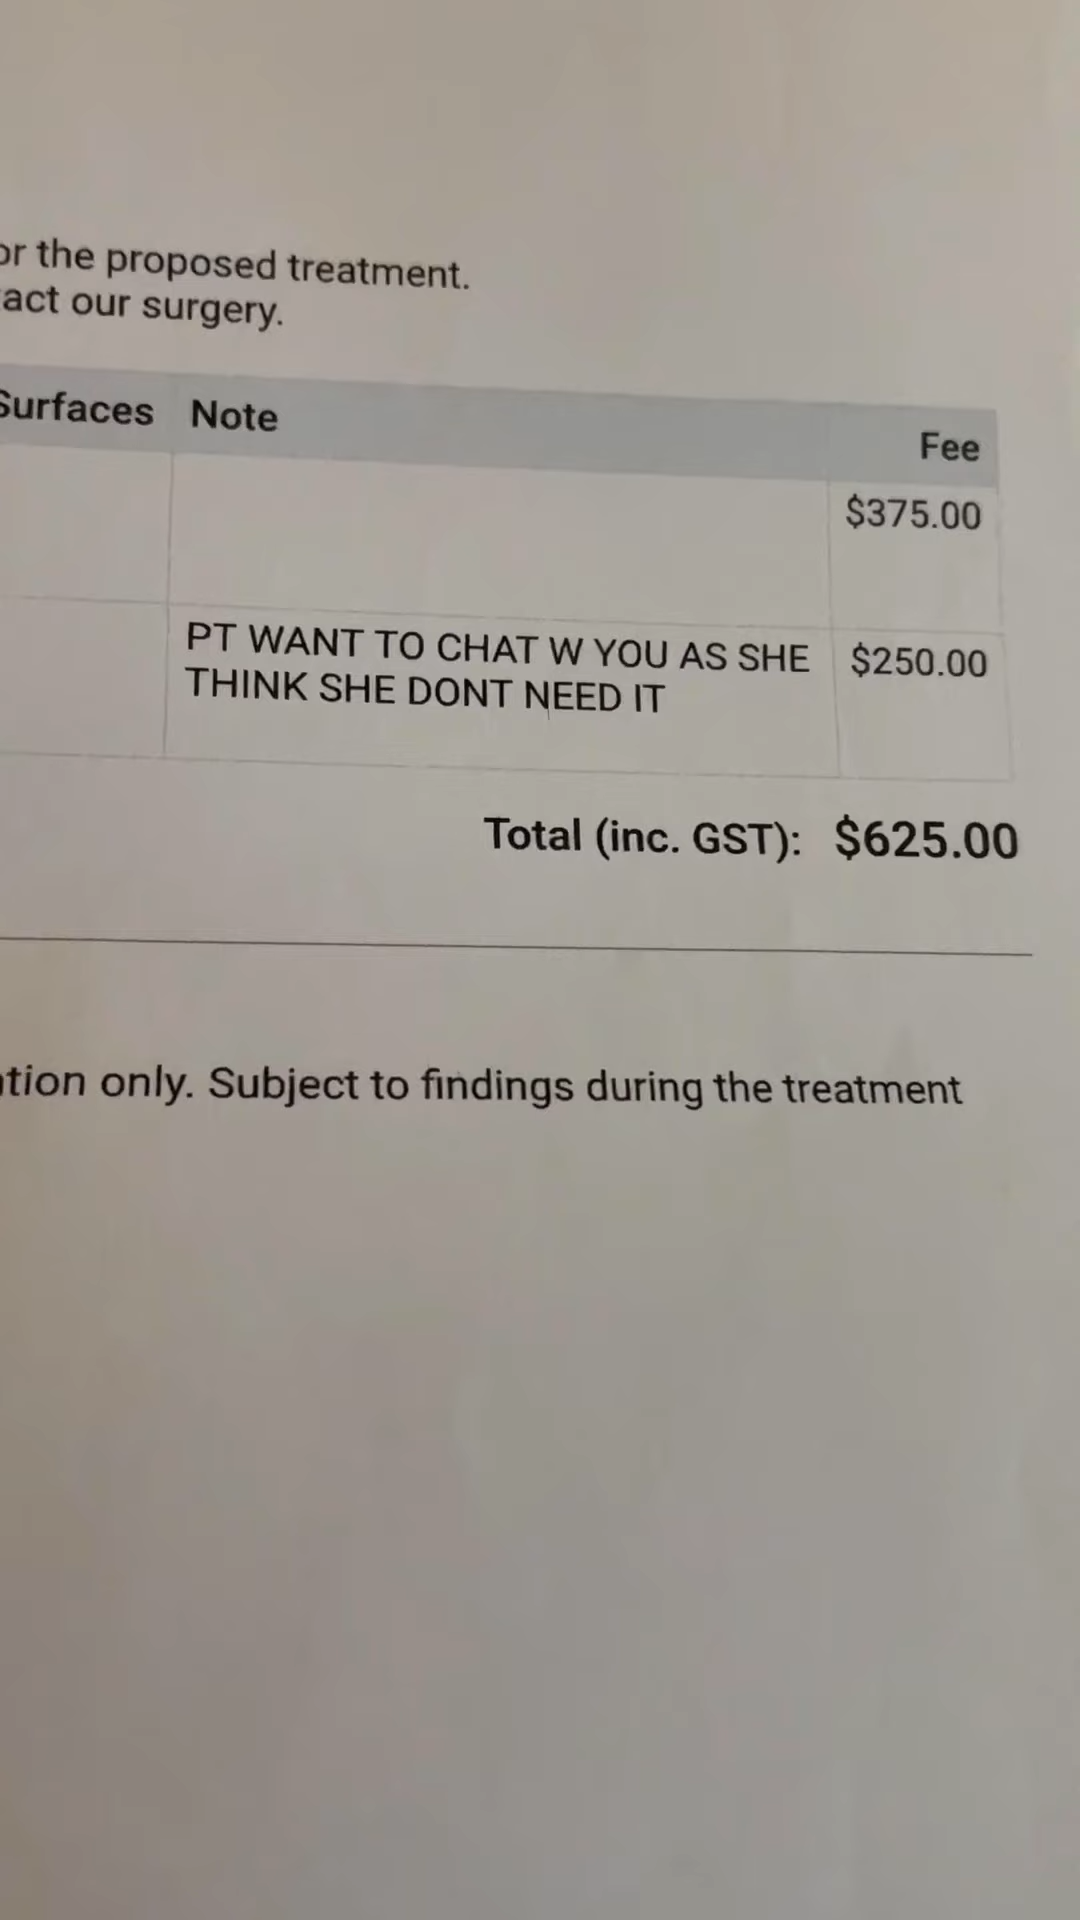 or the proposed treatment.
act our surgery.
Surfaces Note Fee
$375.00
PT WANT TO CHAT W YOU AS SHE $250.00
THINK SHE DONT NEED IT
Total (inc. GST): $625.00
only. Subject to findings during the treatment